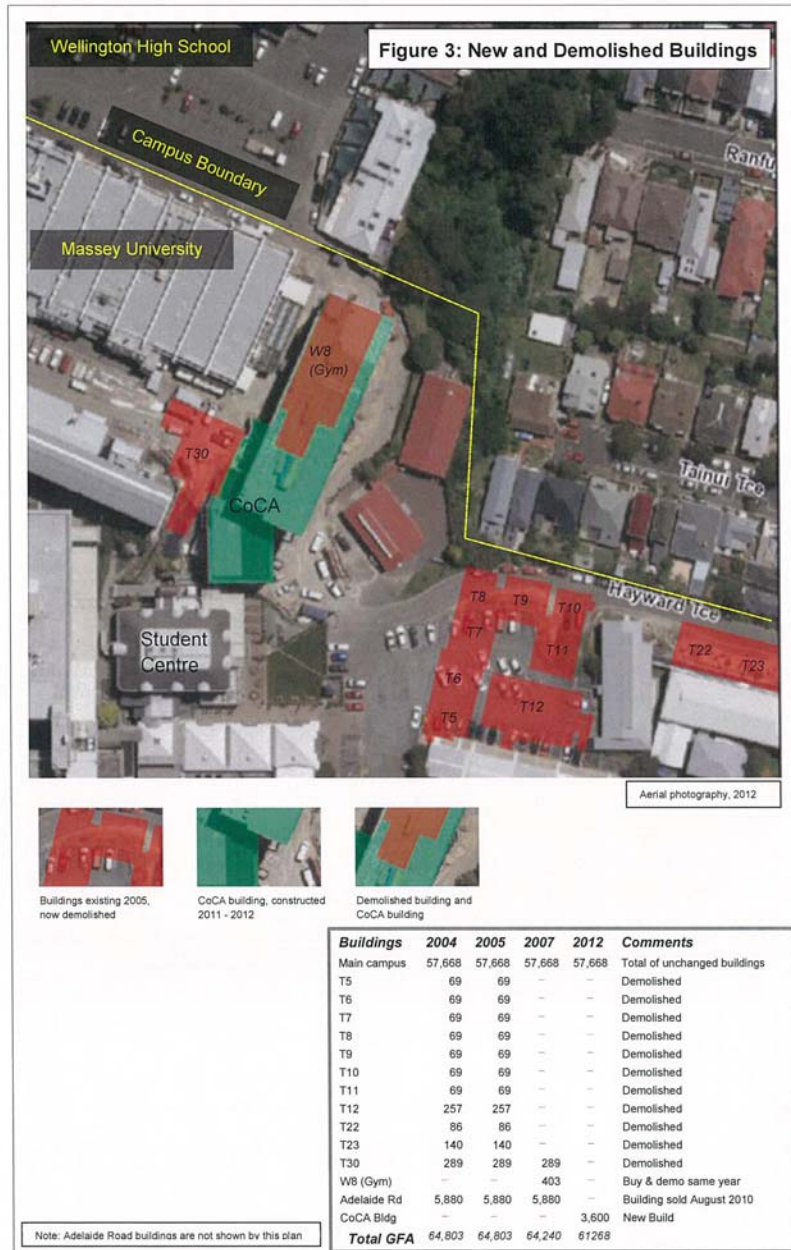 Wellington High School
Figure 3: New and Demolished Buildings
Campus Boundary
Massey University
W8
(Gym)
T30
CoCA
Tainui Tce
Hayward Tce
Student
Centre
T8
T9
T10
T7
T11
T6
T12
T5
T22
T23
Aerial photography, 2012
Buildings existing 2005,
now demolished
CoCA building, constructed
2011 - 2012
Demolished building and
CoCA building
Buildings 2004 2005 2007 2012 Comments
Main campus 57,668 57,668 57,668 57,668 Total of unchanged buildings
T5 69 69 – – Demolished
T6 69 69 – – Demolished
T7 69 69 – – Demolished
T8 69 69 – – Demolished
T9 69 69 – – Demolished
T10 69 69 – – Demolished
T11 69 69 – – Demolished
T12 257 257 – – Demolished
T22 86 86 – – Demolished
T23 140 140 – – Demolished
T30 289 289 289 – Demolished
W8 (Gym) – – 403 – Buy & demo same year
Adelaide Rd 5,880 5,880 5,880 – Building sold August 2010
CoCA Bldg 3,600 New Build
Total GFA 64,803 64,803 64,240 61268
Note: Adelaide Road buildings are not shown by this plan